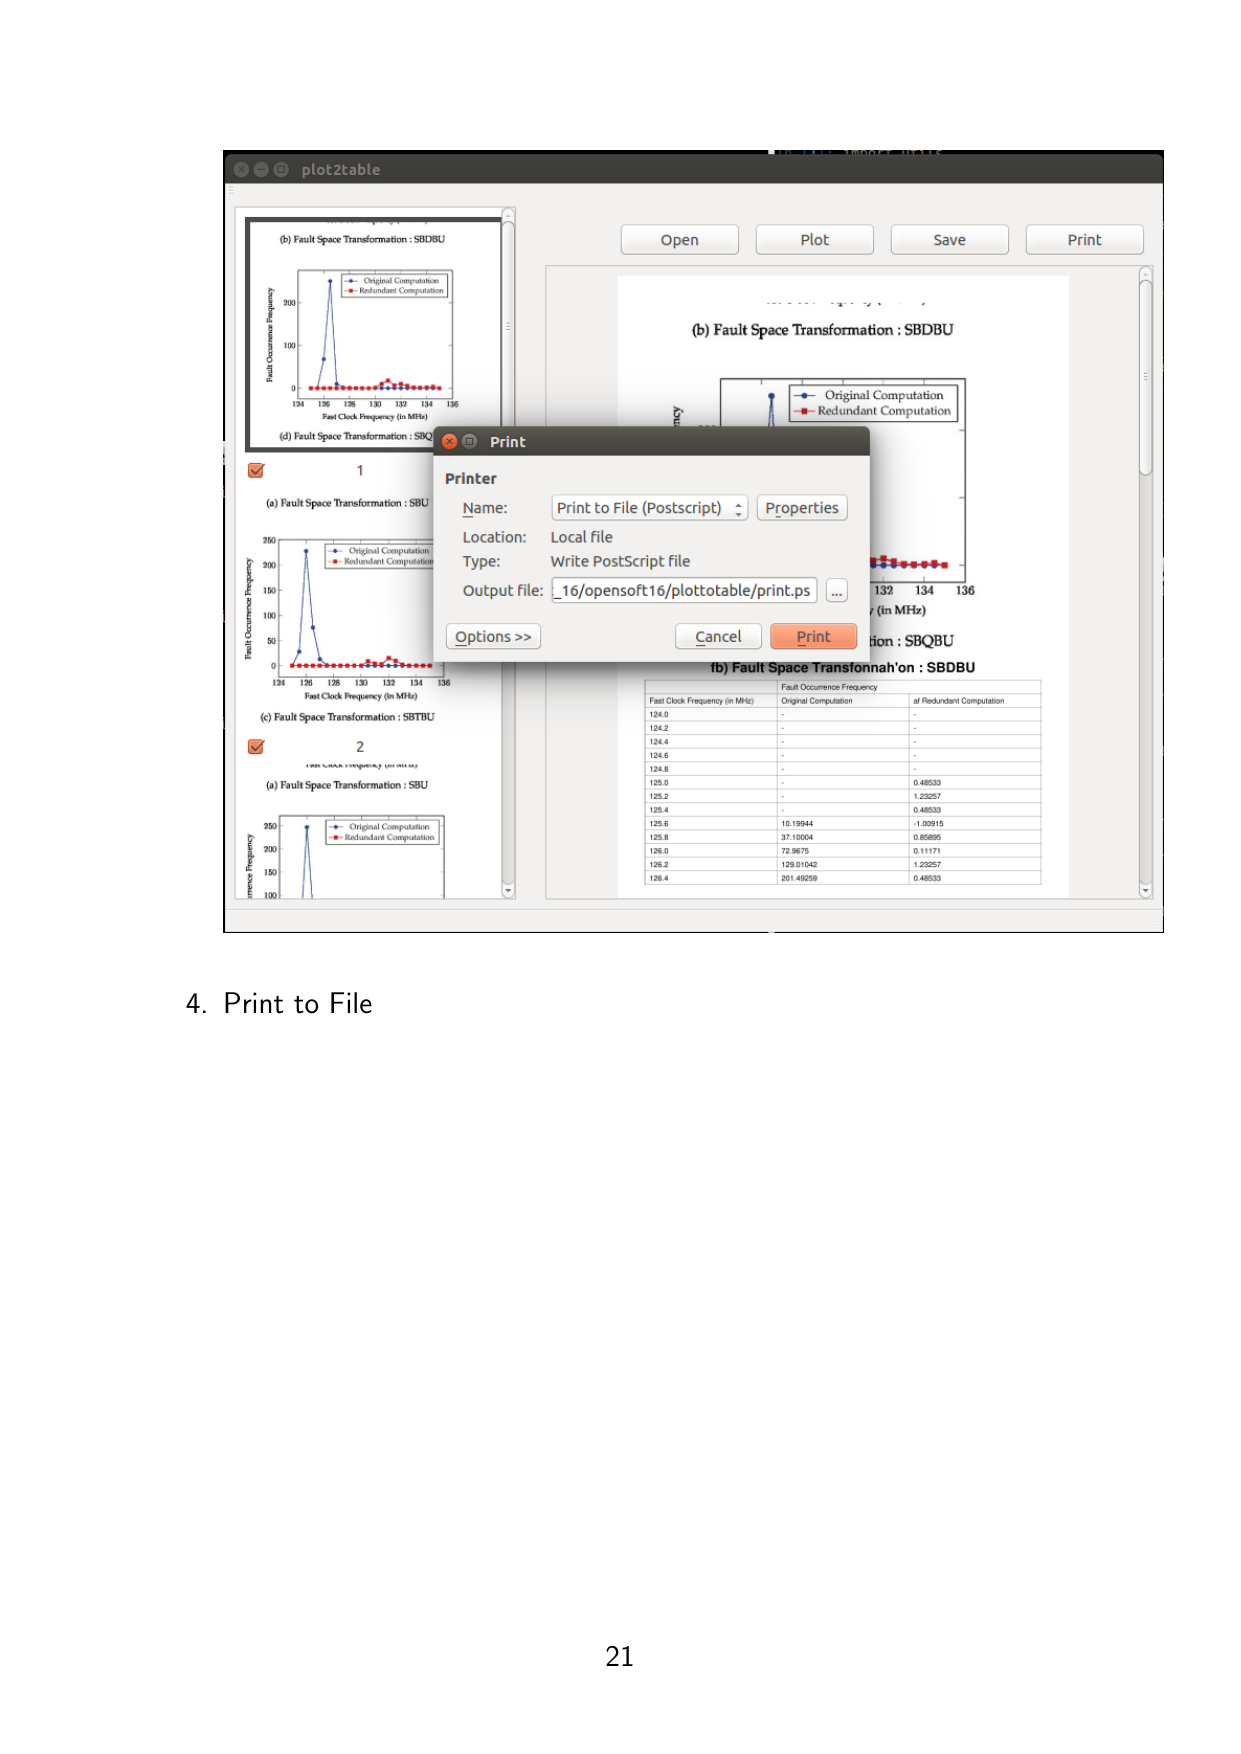 plot2table
Open
Plot
Save
Print
(b) Fault Space Transformation : SBDBU
Original Computation
Redundant Computation
Fault Occurrence Frequency
200
100
0
124 126 128 130 132 134 136
Fast Clock Frequency (in MHz)
(d) Fault Space Transformation : SBQ
1
(a) Fault Space Transformation : SBU
Original Computation
Redundant Computation
Fault Occurrence Frequency
250
200
150
100
50
0
124 126 128 130 132 134 136
Fast Clock Frequency (in MHz)
(c) Fault Space Transformation : SBTBU
2
(a) Fault Space Transformation : SBU
Original Computation
Redundant Computation
250
200
150
100
(b) Fault Space Transformation : SBDBU
Original Computation
Redundant Computation
132 134 136
(in MHz)
tion : SBQBU
Print
Printer
Name: Print to File (Postscript) Properties
Location: Local file
Type: Write PostScript file
Output file: _16/opensoft16/plottotable/print.ps ...
Options >> Cancel Print
fb) Fault Space Transfonnah'on : SBDBU
Fault Occurrence Frequency
Fast Clock Frequency (in MHz) Original Computation af Redundant Computation
124.0 - -
124.2 - -
124.4 - -
124.6 - -
124.8 - -
125.0 - 0.48533
125.2 - 1.23257
125.4 - 0.48533
125.6 10.19944 -1.00915
125.8 37.10004 0.85895
126.0 72.9675 0.11171
126.2 129.01042 1.23257
126.4 201.49259 0.48533
4. Print to File
21